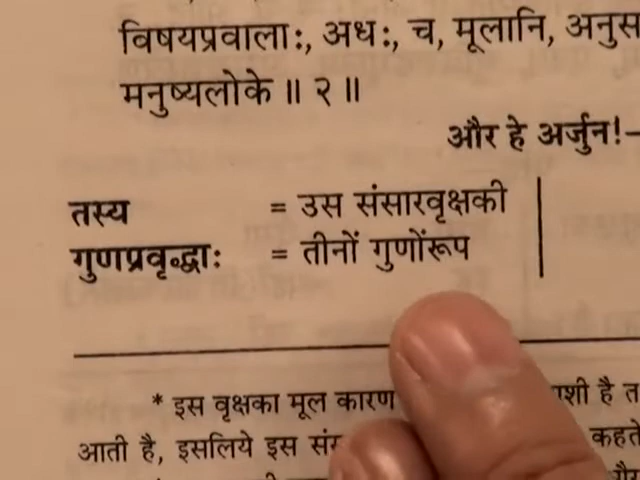 विषयप्रवालाः, अधः, च, मूलानि,
मनुष्यलोके ॥ २ ॥
और हे अर्जुन!–
तस्य = उस संसारवृक्षकी
गुणप्रवृद्धाः = तीनों गुणोंरूप
* इस वृक्षका मूल कारण है
आती है, इसलिये इस कहते